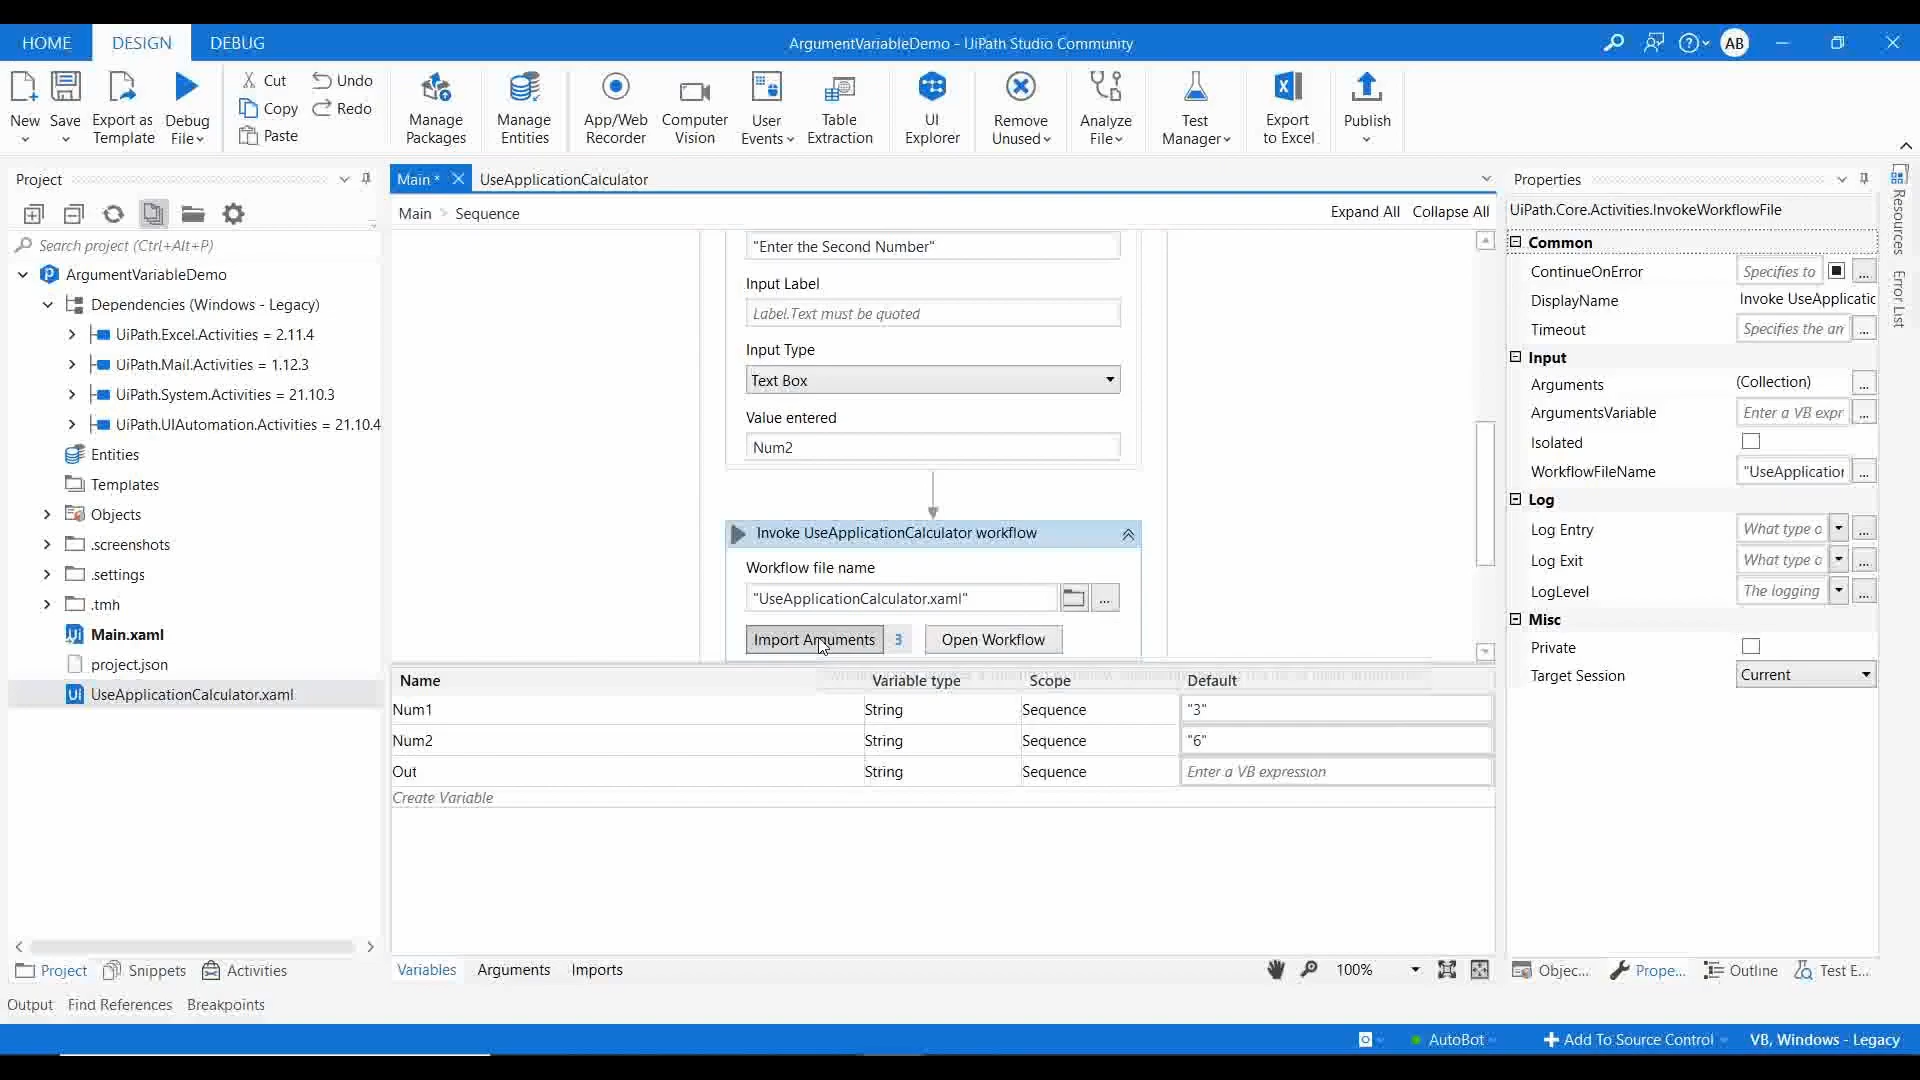 HOME DESIGN DEBUG ArgumentVariableDemo - UiPath Studio Community AB
New Save Export as Template Debug File Cut Copy Paste Undo Redo Manage Packages Manage Entities App/Web Recorder Computer Vision User Events Table Extraction UI Explorer Remove Unused Analyze File Test Manager Export to Excel Publish
Project
Search project (Ctrl+Alt+P)
ArgumentVariableDemo
Dependencies (Windows - Legacy)
UiPath.Excel.Activities = 2.11.4
UiPath.Mail.Activities = 1.12.3
UiPath.System.Activities = 21.10.3
UiPath.UIAutomation.Activities = 21.10.4
Entities
Templates
Objects
.screenshots
.settings
.tmh
Main.xaml
project.json
UseApplicationCalculator.xaml
Project Snippets Activities
Output Find References Breakpoints
Main * UseApplicationCalculator
Main > Sequence Expand All Collapse All
"Enter the Second Number"
Input Label
Label.Text must be quoted
Input Type
Text Box
Value entered
Num2
Invoke UseApplicationCalculator workflow
Workflow file name
"UseApplicationCalculator.xaml" ...
Import Arguments 3 Open Workflow
Name Variable type Scope Default
Num1 String Sequence "3"
Num2 String Sequence "6"
Out String Sequence Enter a VB expression
Create Variable
Variables Arguments Imports 100%
Properties
UiPath.Core.Activities.InvokeWorkflowFile
Common
ContinueOnError Specifies to ...
DisplayName Invoke UseApplicatic
Timeout Specifies the an ...
Input
Arguments (Collection) ...
ArgumentsVariable Enter a VB expr ...
Isolated
WorkflowFileName "UseApplication ...
Log
Log Entry What type o ...
Log Exit What type o ...
LogLevel The logging ...
Misc
Private
Target Session Current
Objec... Prope... Outline Test E...
Resources
Error List
AutoBot Add To Source Control VB, Windows - Legacy